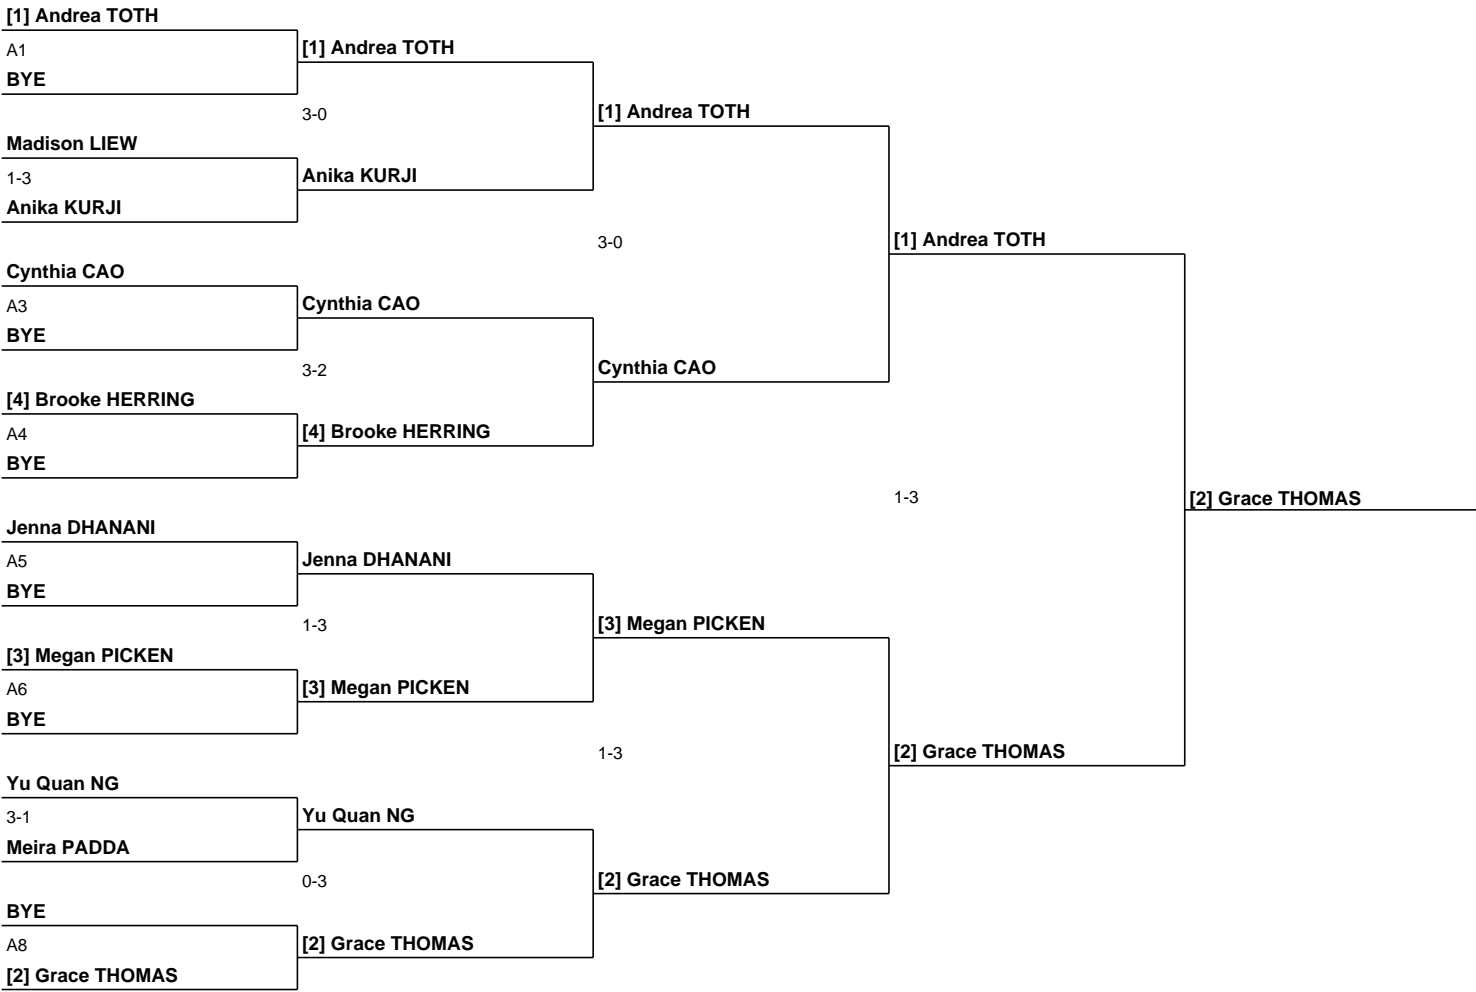 [1] Andrea TOTH
A1
BYE
Madison LIEW
1-3
Anika KURJI
Cynthia CAO
A3
BYE
[4] Brooke HERRING
A4
BYE
Jenna DHANANI
A5
BYE
[3] Megan PICKEN
A6
BYE
Yu Quan NG
3-1
Meira PADDA
BYE
A8
[2] Grace THOMAS
[1] Andrea TOTH
3-0
Anika KURJI
Cynthia CAO
3-2
[4] Brooke HERRING
Jenna DHANANI
1-3
[3] Megan PICKEN
Yu Quan NG
0-3
[2] Grace THOMAS
[1] Andrea TOTH
3-0
Cynthia CAO
[3] Megan PICKEN
1-3
[2] Grace THOMAS
[1] Andrea TOTH
1-3
[2] Grace THOMAS
[2] Grace THOMAS